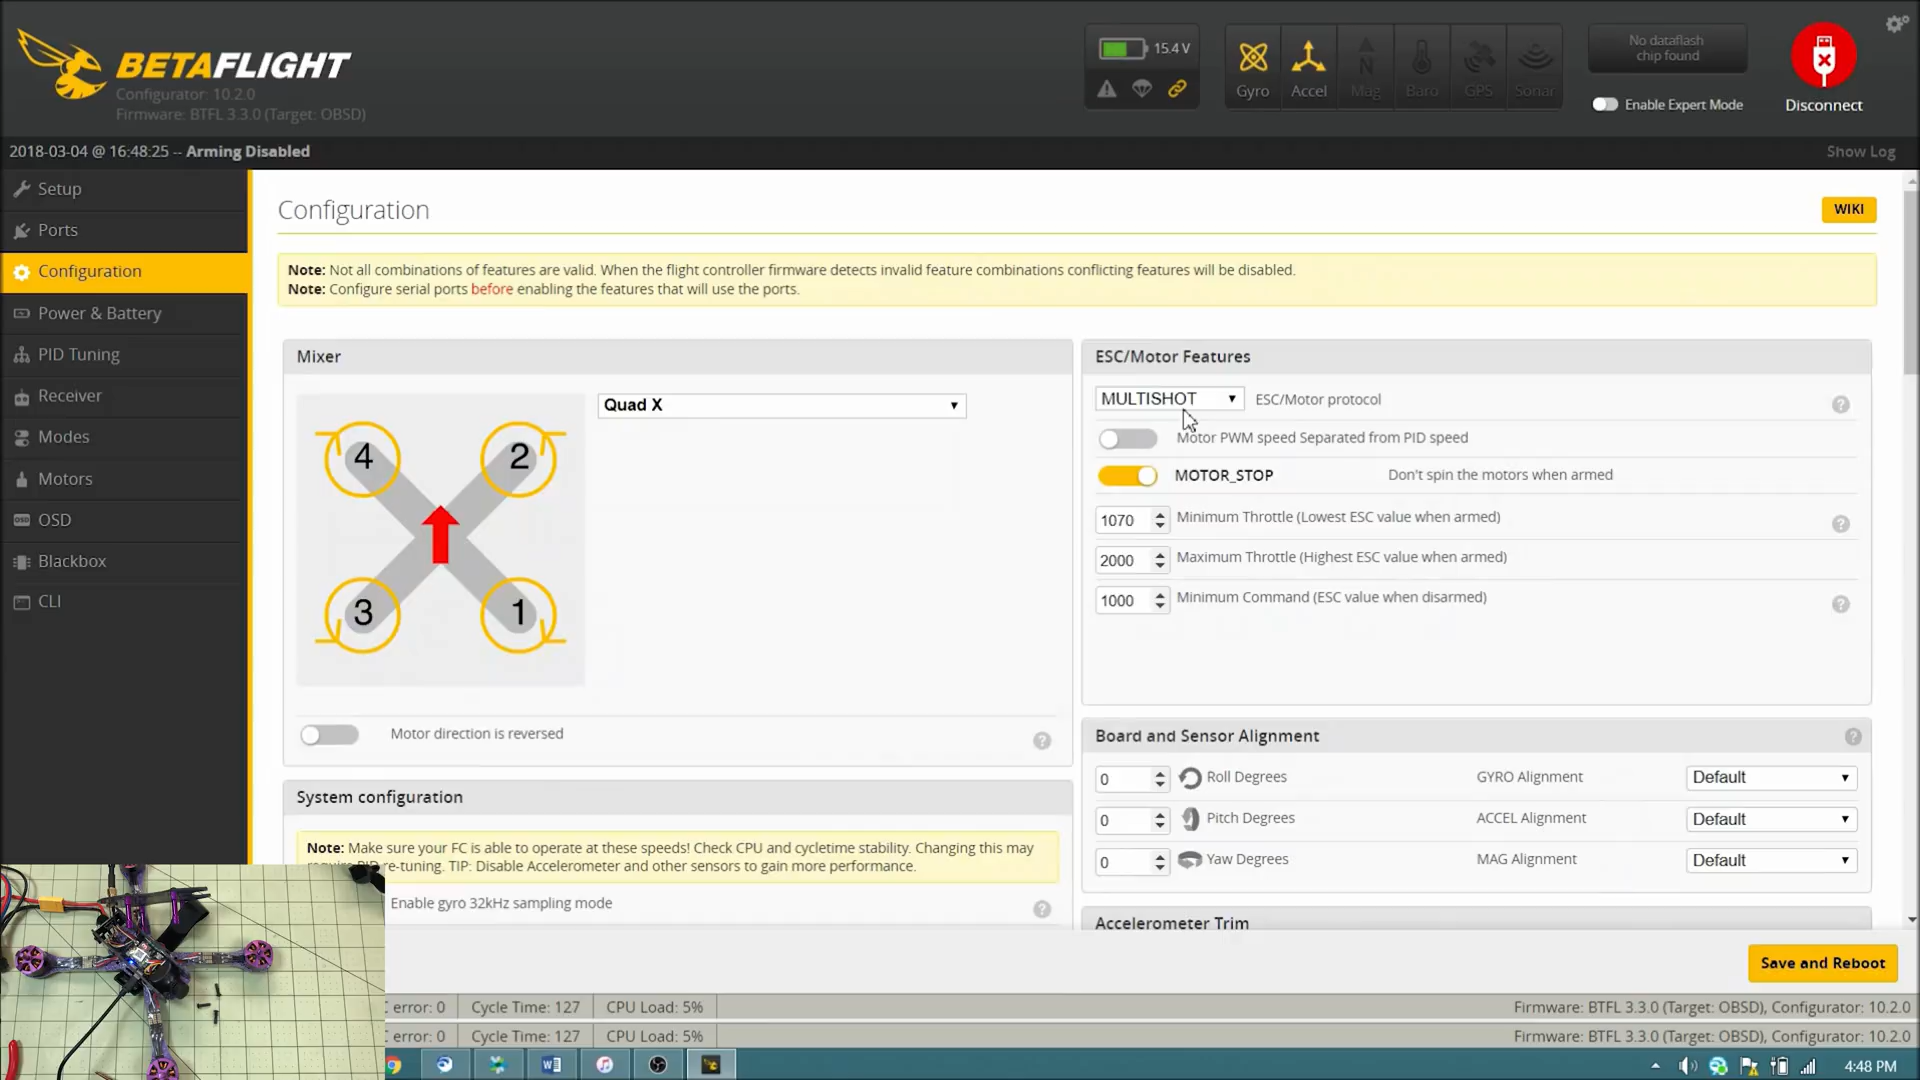 BETAFLIGHT
Configurator: 10.2.0
Firmware: BTFL 3.3.0 (Target: OBSD)
15.4 V
Gyro
Accel
Mag
Baro
GPS
Sonar
No dataflash
chip found
Enable Expert Mode
Disconnect
2018-03-04 @ 16:48:25 -- Arming Disabled
Show Log
Setup
Ports
Configuration
Power & Battery
PID Tuning
Receiver
Modes
Motors
OSD
Blackbox
CLI
Configuration
WIKI
Note: Not all combinations of features are valid. When the flight controller firmware detects invalid feature combinations conflicting features will be disabled.
Note: Configure serial ports before enabling the features that will use the ports.
Mixer
Quad X
4
2
3
1
Motor direction is reversed
ESC/Motor Features
MULTISHOT
ESC/Motor protocol
Motor PWM speed Separated from PID speed
MOTOR_STOP
Don't spin the motors when armed
1070
Minimum Throttle (Lowest ESC value when armed)
2000
Maximum Throttle (Highest ESC value when armed)
1000
Minimum Command (ESC value when disarmed)
Board and Sensor Alignment
0
Roll Degrees
GYRO Alignment
Default
0
Pitch Degrees
ACCEL Alignment
Default
0
Yaw Degrees
MAG Alignment
Default
Accelerometer Trim
System configuration
Note: Make sure your FC is able to operate at these speeds! Check CPU and cycletime stability. Changing this may
require PID re-tuning. TIP: Disable Accelerometer and other sensors to gain more performance.
Enable gyro 32kHz sampling mode
Save and Reboot
error: 0
Cycle Time: 127
CPU Load: 5%
Firmware: BTFL 3.3.0 (Target: OBSD), Configurator: 10.2.0
error: 0
Cycle Time: 127
CPU Load: 5%
Firmware: BTFL 3.3.0 (Target: OBSD), Configurator: 10.2.0
4:48 PM